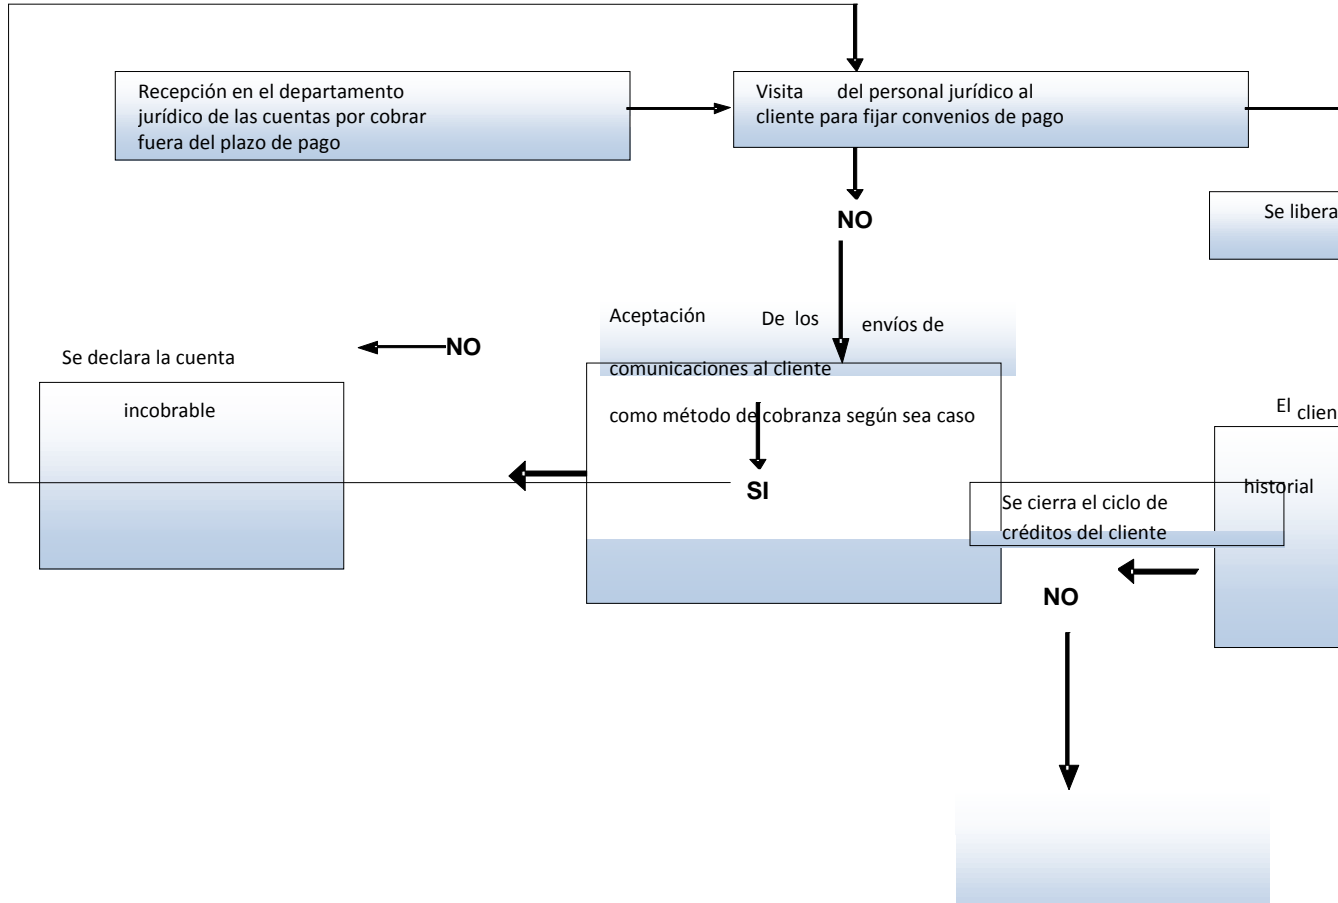 Recepción en el departamento
jurídico de las cuentas por cobrar
fuera del plazo de pago
Visita del personal jurídico al
cliente para fijar convenios de pago
NO
Se libera
Aceptación De los envíos de
comunicaciones al cliente
como método de cobranza según sea caso
NO
Se declara la cuenta
incobrable
SI
El
historial
Se cierra el ciclo de
créditos del cliente
NO